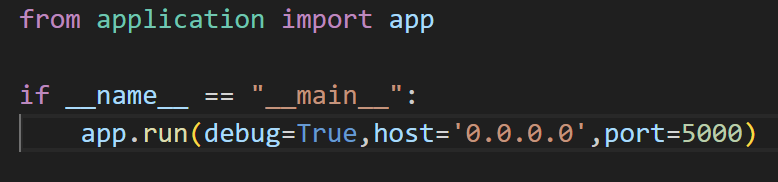 from application import app
if __name__ == "__main__":
    app.run(debug=True,host='0.0.0.0',port=5000)